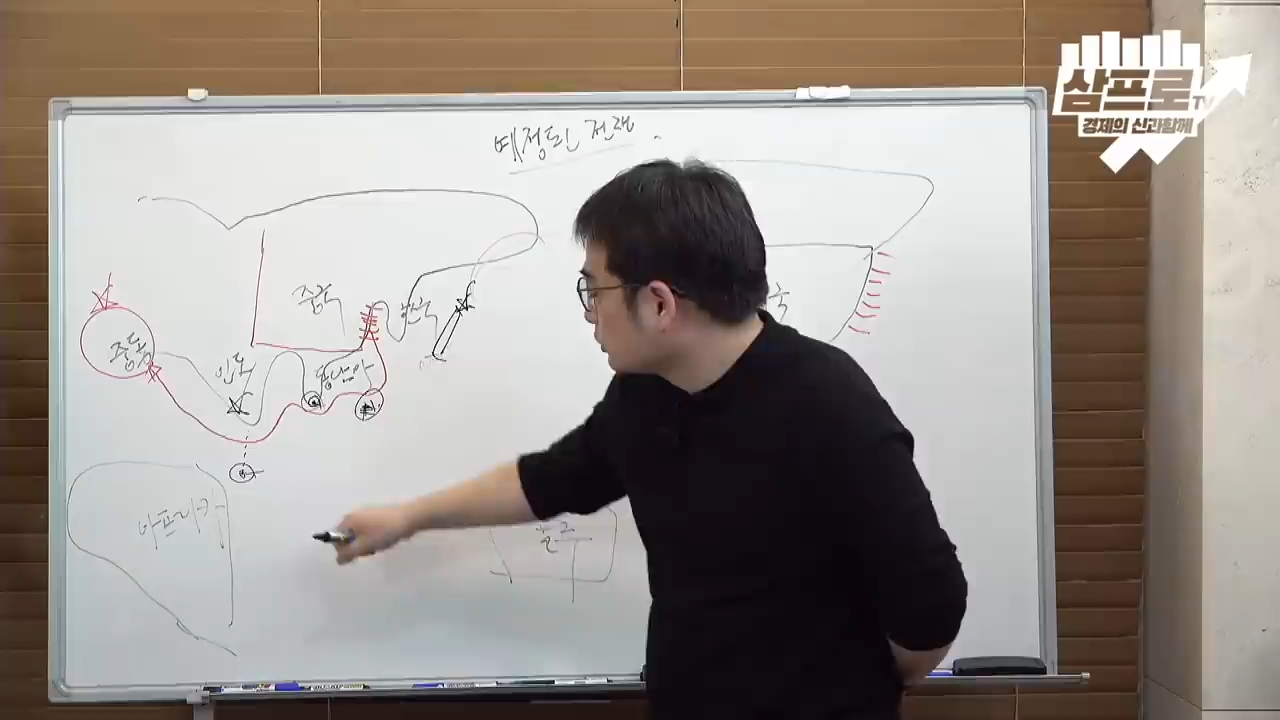 예정된 전쟁
삼프로TV
경제의 신과함께
중국
한국
중동
인도
동남아
아프리카
호주
국